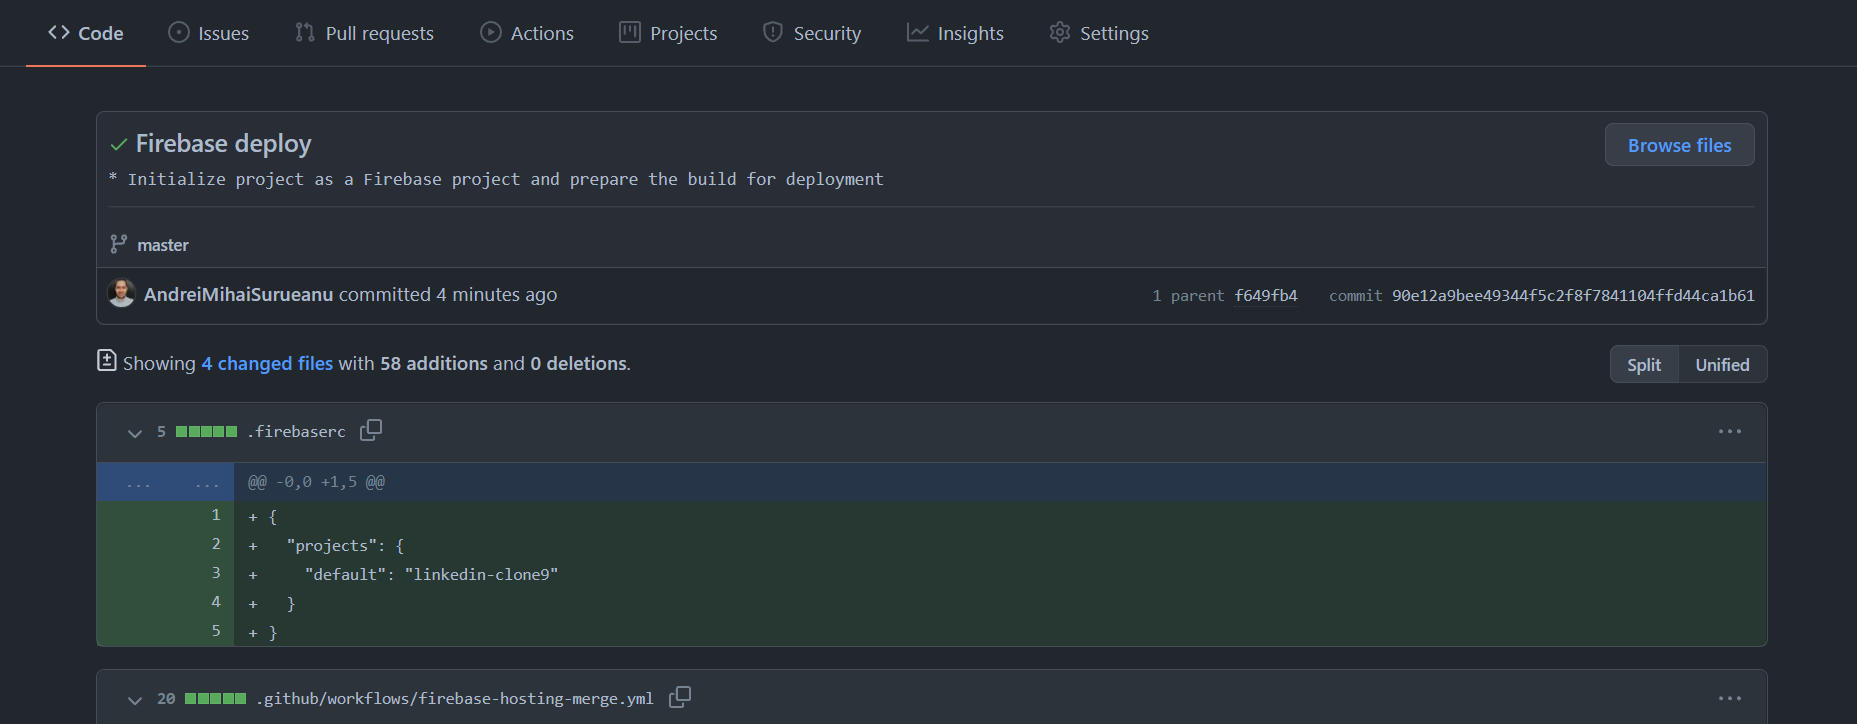 Code Issues Pull requests Actions Projects Security Insights Settings
Firebase deploy
Browse files
* Initialize project as a Firebase project and prepare the build for deployment
master
AndreiMihaiSurueanu committed 4 minutes ago
1 parent f649fb4 commit 90e12a9bee49344f5c2f8f7841104ffd44ca1b61
Showing 4 changed files with 58 additions and 0 deletions.
Split Unified
5 .firebaserc
... ... @@ -0,0 +1,5 @@
1 + {
2 + "projects": {
3 + "default": "linkedin-clone9"
4 + }
5 + }
20 .github/workflows/firebase-hosting-merge.yml